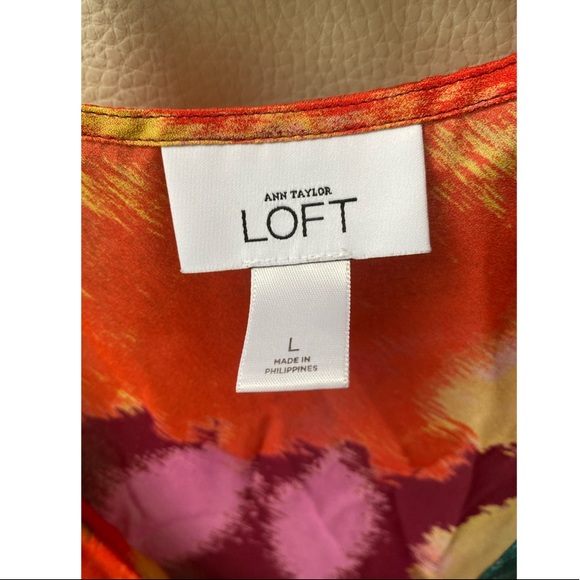 ANN TAYLOR
LOFT
L
MADE IN
PHILIPPINES